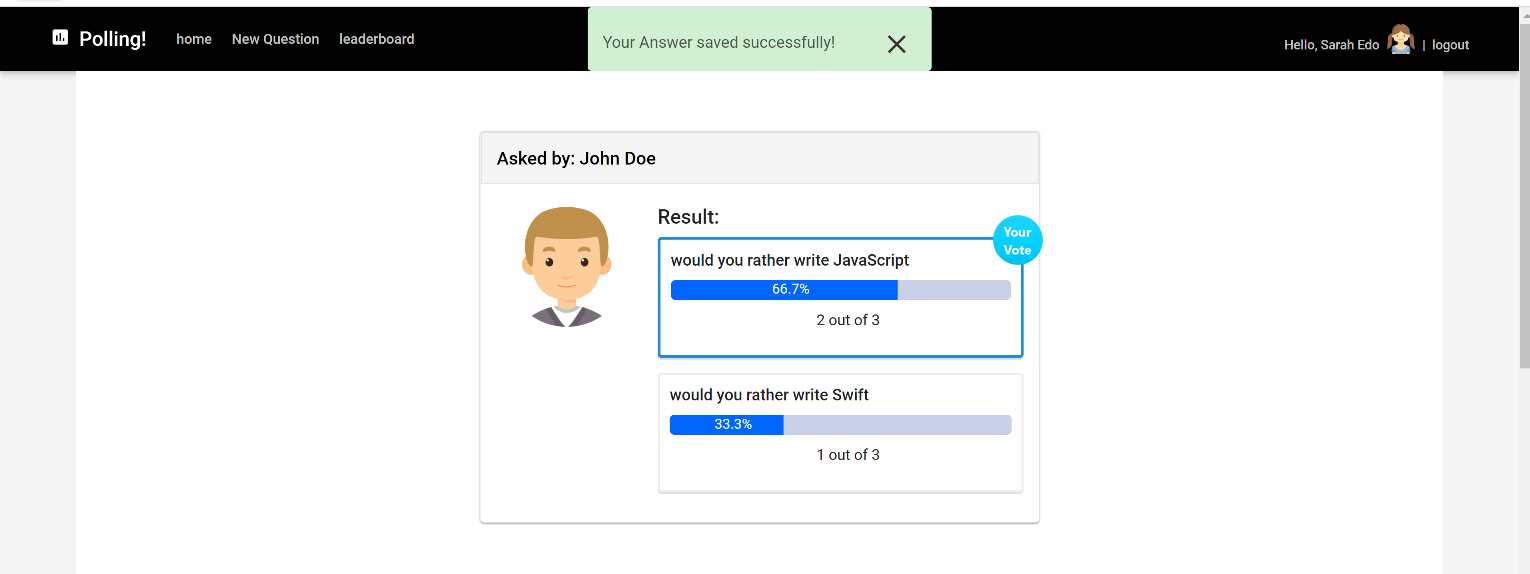 Polling!
home
New Question
leaderboard
Your Answer saved successfully!
Hello, Sarah Edo
| logout
Asked by: John Doe
Result:
Your
Vote
would you rather write JavaScript
66.7%
2 out of 3
would you rather write Swift
33.3%
1 out of 3